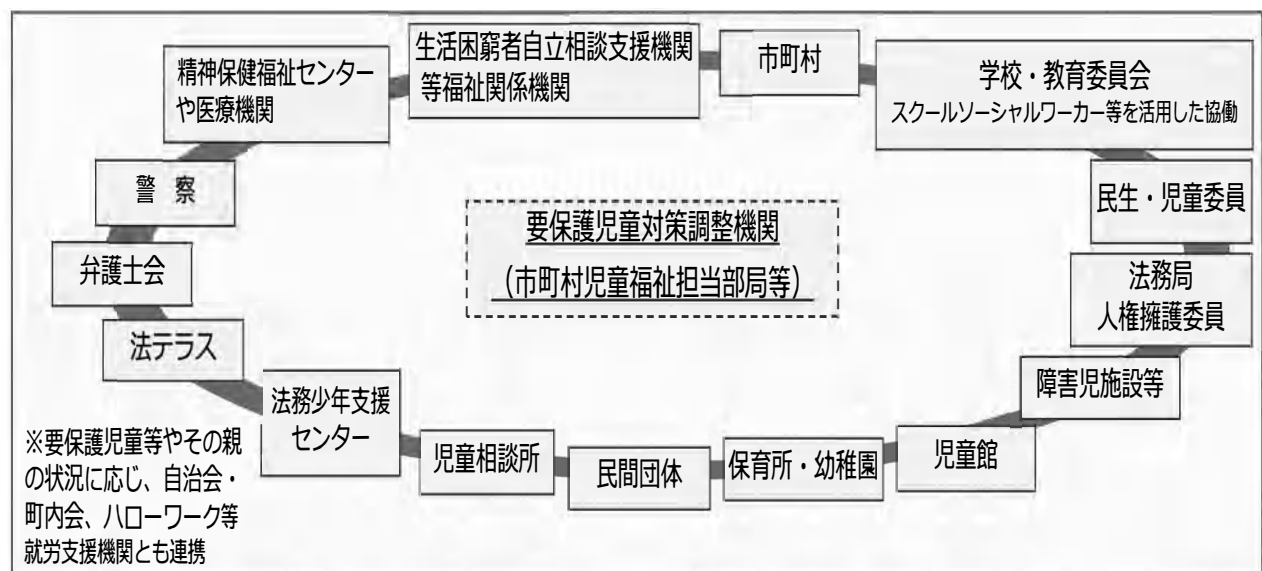 生活困窮者自立相談支援機関
等福祉関係機関
市町村
学校・教育委員会
スクールソーシャルワーカー等を活用した協働
精神保健福祉センター
や医療機関
警　察
民生・児童委員
要保護児童対策調整機関
（市町村児童福祉担当部局等）
弁護士会
法務局
人権擁護委員
法テラス
障害児施設等
法務少年支援
センター
児童相談所
民間団体
保育所・幼稚園
児童館
※要保護児童等やその親
の状況に応じ、自治会・
町内会、ハローワーク等
就労支援機関とも連携